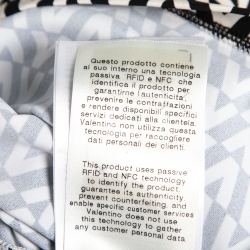 Questo prodotto contiene
al suo interno una tecnologia
passiva RFID e NFC che
identifica il prodotto per
garantirne l'autenticita',
prevenire le contraffazioni
e rendere disponibili specifici
servizi dedicati alla clientela.
Valentino non utilizza questa
tecnologia per raccogliere
dati personali dei clienti.
This product uses passive
RFID and NFC technology
to identify the product,
guarantee its authenticity
prevent counterfeiting, and
enable specific customer services
Valentino does not use
this technology to gather
any customer personal data.